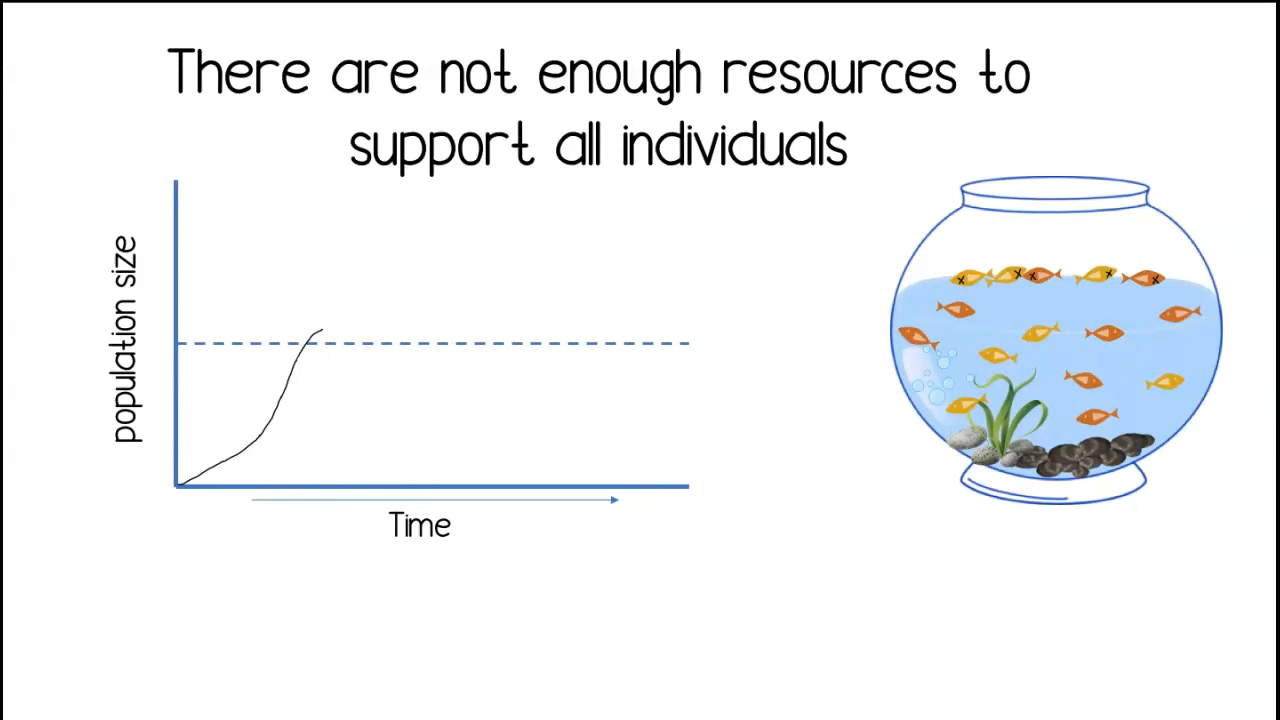 There are not enough resources to
support all individuals
population size
Time